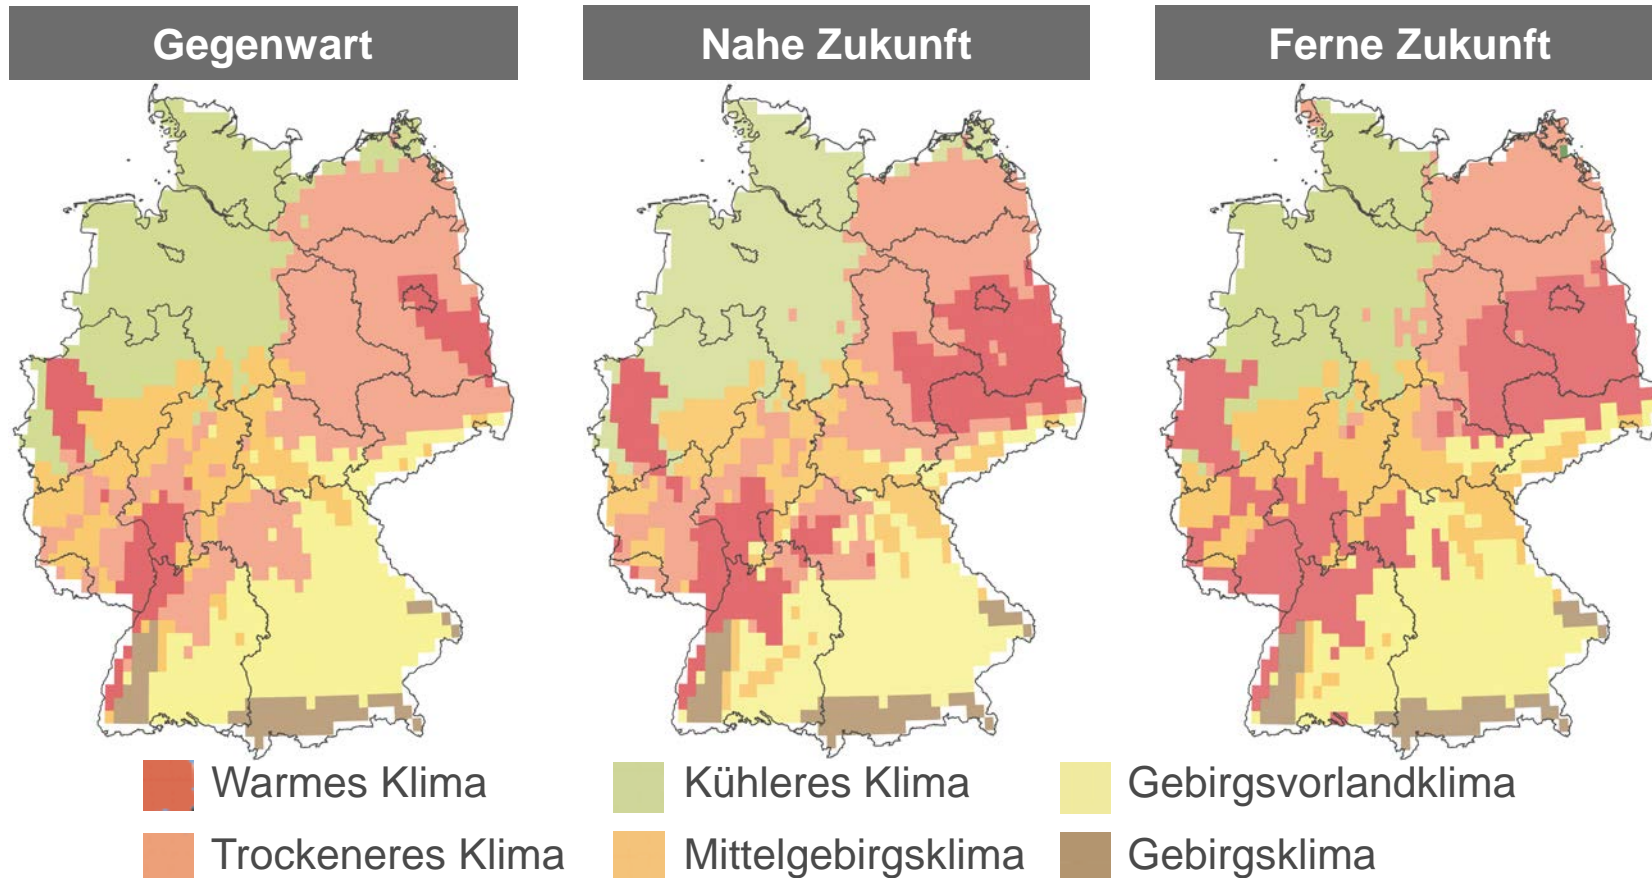 Gegenwart
Nahe Zukunft
Ferne Zukunft
Warmes Klima
Kühleres Klima
Gebirgsvorlandklima
Trockeneres Klima
Mittelgebirgsklima
Gebirgsklima